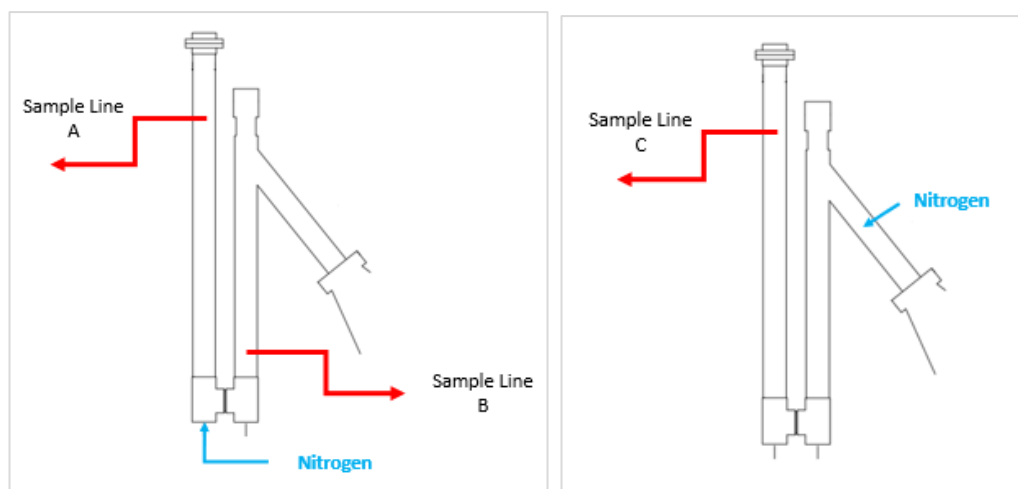 Sample Line
A
Sample Line
B
Nitrogen
Sample Line
C
Nitrogen